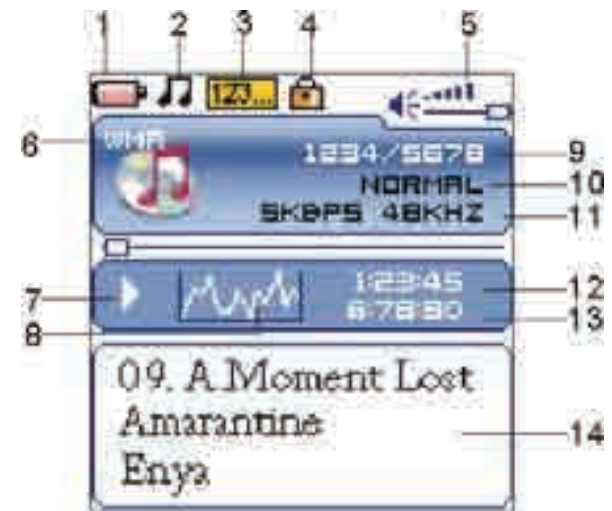 1 2 3 4 5
123...
6
WMA
1234/5678
9
NORMAL
10
5KBPS 48KHZ
11
7
8
1:23:45
12
6:78:90
13
09. A Moment Lost
Amarantine
Enya
14